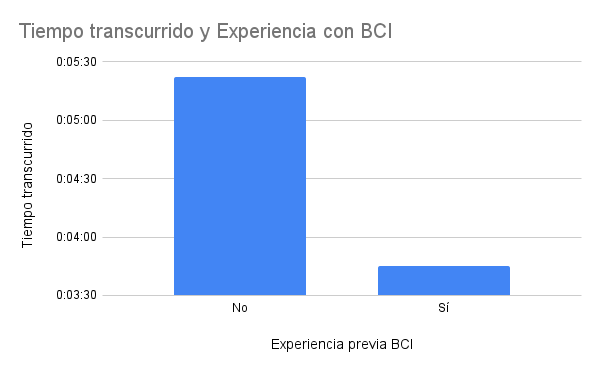 Tiempo transcurrido y Experiencia con BCI
Tiempo transcurrido
0:05:30
0:05:00
0:04:30
0:04:00
0:03:30
No
Sí
Experiencia previa BCI